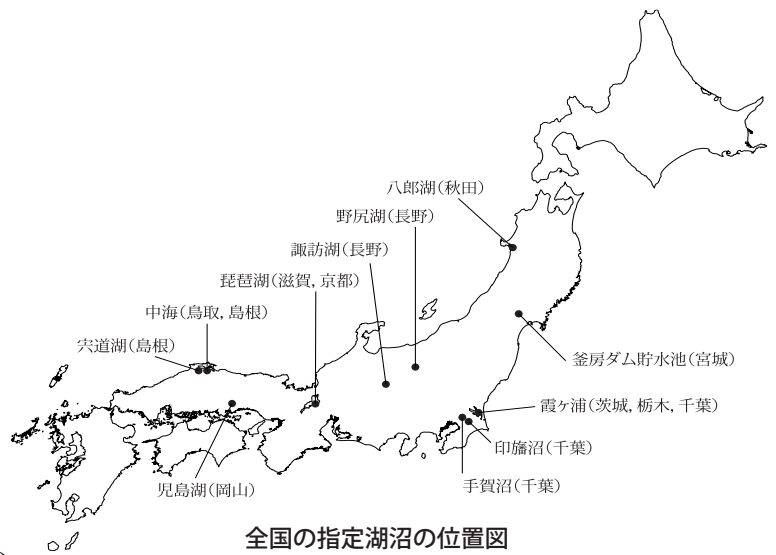 八郎湖(秋田)
野尻湖(長野)
諏訪湖(長野)
琵琶湖(滋賀, 京都)
中海(鳥取, 島根)
宍道湖(島根)
釜房ダム貯水池(宮城)
霞ヶ浦(茨城, 栃木, 千葉)
印旛沼(千葉)
手賀沼(千葉)
児島湖(岡山)
全国の指定湖沼の位置図